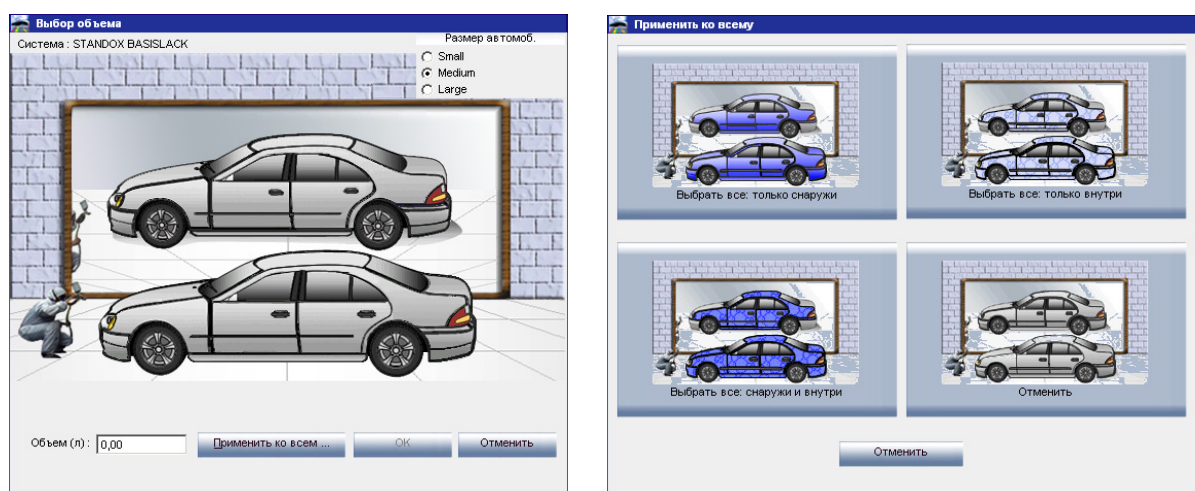 Выбор объема
Система : STANDOX BASISLACK
Размер автомоб.
Small
Medium
Large
Объем (л) : 0,00
Применить ко всем ...
OK
Отменить
Применить ко всему
Выбрать все: только снаружи
Выбрать все: только внутри
Выбрать все: снаружи и внутри
Отменить
Отменить